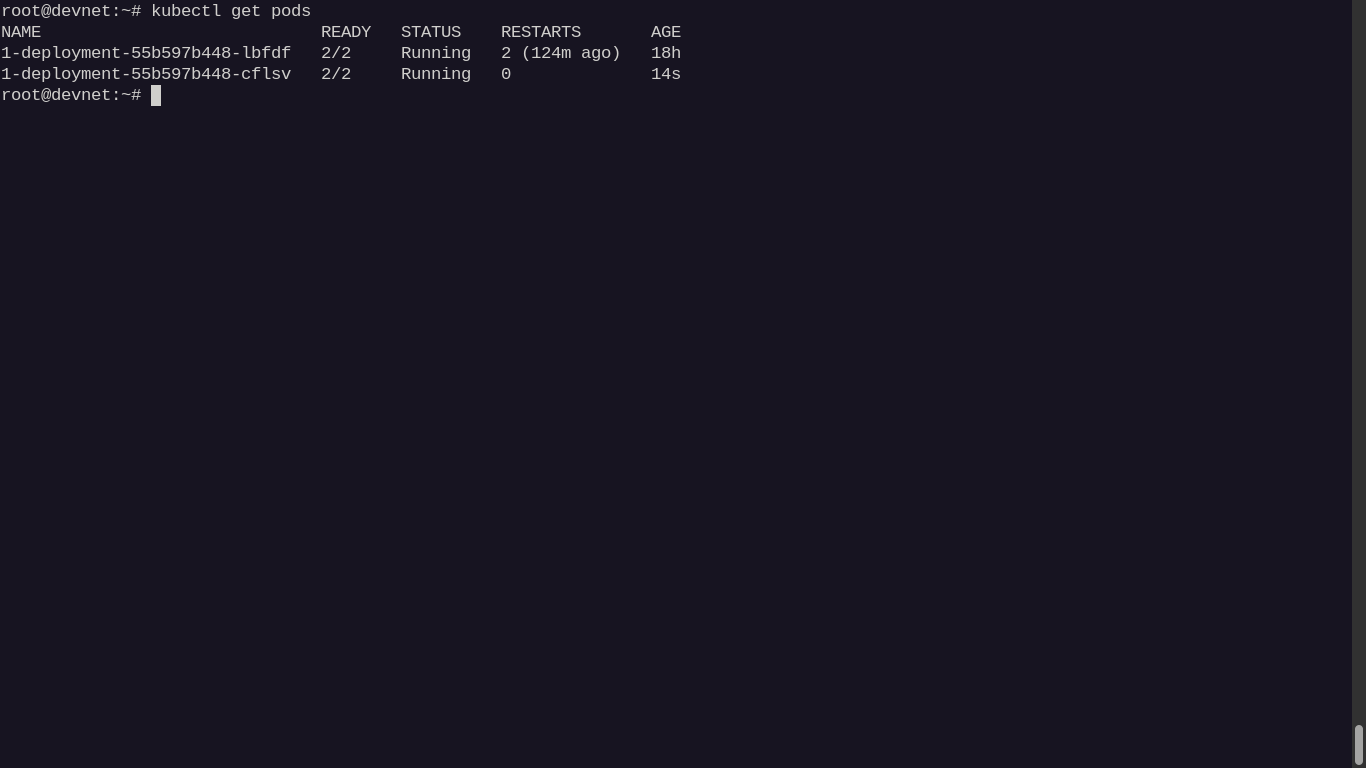 root@devnet:~# kubectl get pods
NAME                            READY   STATUS    RESTARTS       AGE
1-deployment-55b597b448-lbfdf   2/2     Running   2 (124m ago)   18h
1-deployment-55b597b448-cflsv   2/2     Running   0              14s
root@devnet:~#